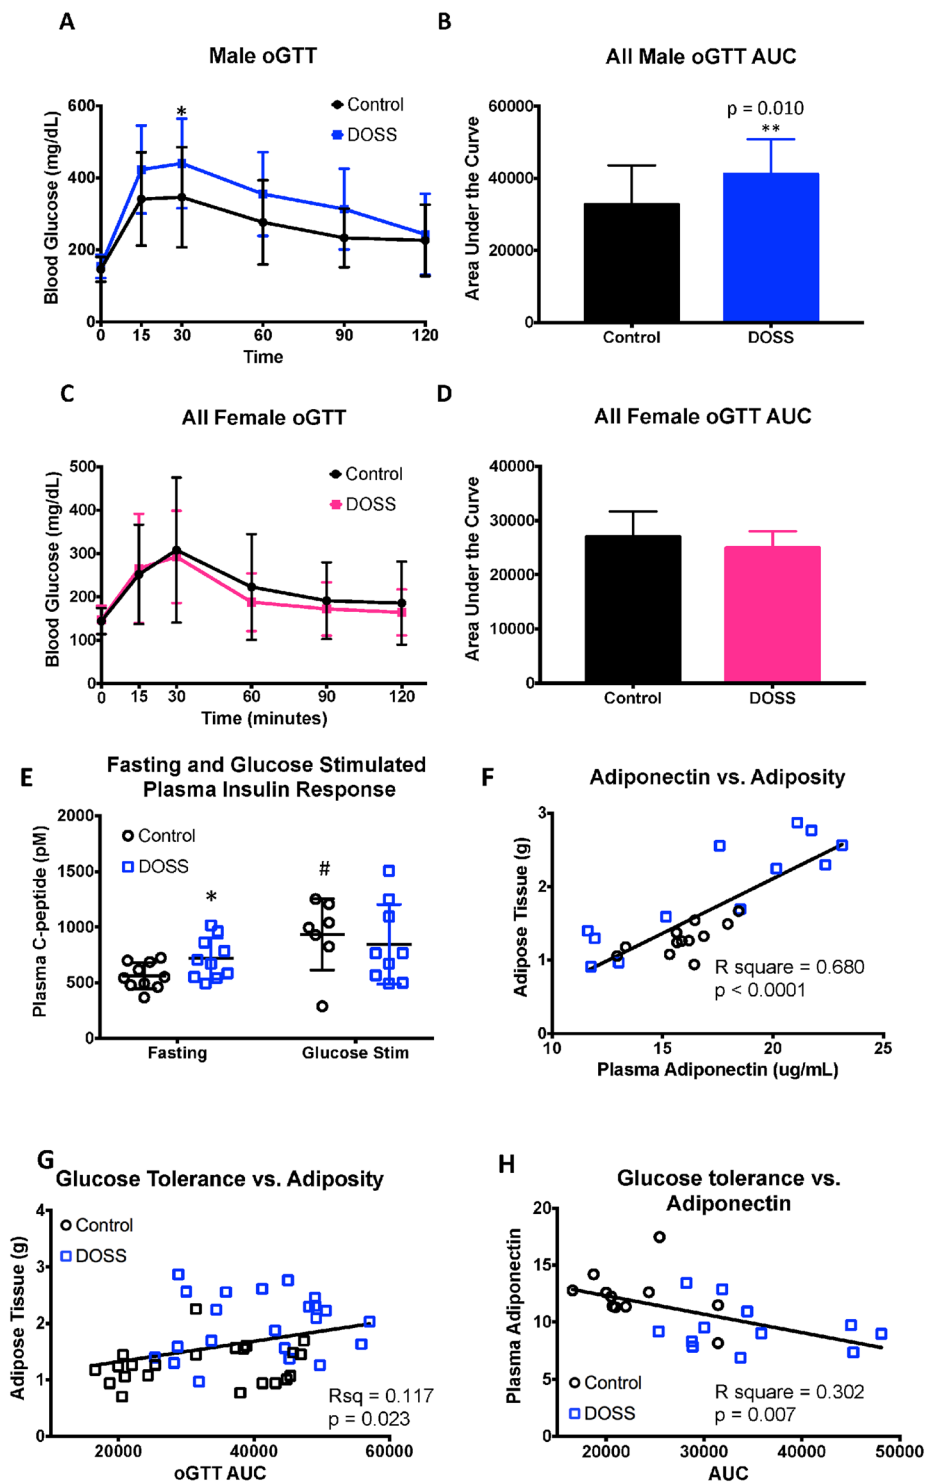 A
Male oGTT
Blood Glucose (mg/dL)
600
400
200
0
*
Control
DOSS
0 15 30 60 90 120
Time
B
All Male oGTT AUC
Area Under the Curve
60000
40000
20000
0
p = 0.010
**
Control DOSS
C
All Female oGTT
Blood Glucose (mg/dL)
500
400
300
200
100
0
Control
DOSS
0 15 30 60 90 120
Time (minutes)
D
All Female oGTT AUC
Area Under the Curve
40000
30000
20000
10000
0
Control DOSS
E
Fasting and Glucose Stimulated
Plasma Insulin Response
Plasma C-peptide (pM)
2000
1500
1000
500
0
Control
DOSS
*
#
Fasting Glucose Stim
F
Adiponectin vs. Adiposity
Adipose Tissue (g)
3
2
1
0
R square = 0.680
p < 0.0001
10 15 20 25
Plasma Adiponectin (ug/mL)
G
Glucose Tolerance vs. Adiposity
Adipose Tissue (g)
4
3
2
1
0
Control
DOSS
Rsq = 0.117
p = 0.023
20000 40000 60000
oGTT AUC
H
Glucose tolerance vs.
Adiponectin
Plasma Adiponectin
20
15
10
5
0
Control
DOSS
R square = 0.302
p = 0.007
20000 30000 40000 50000
AUC